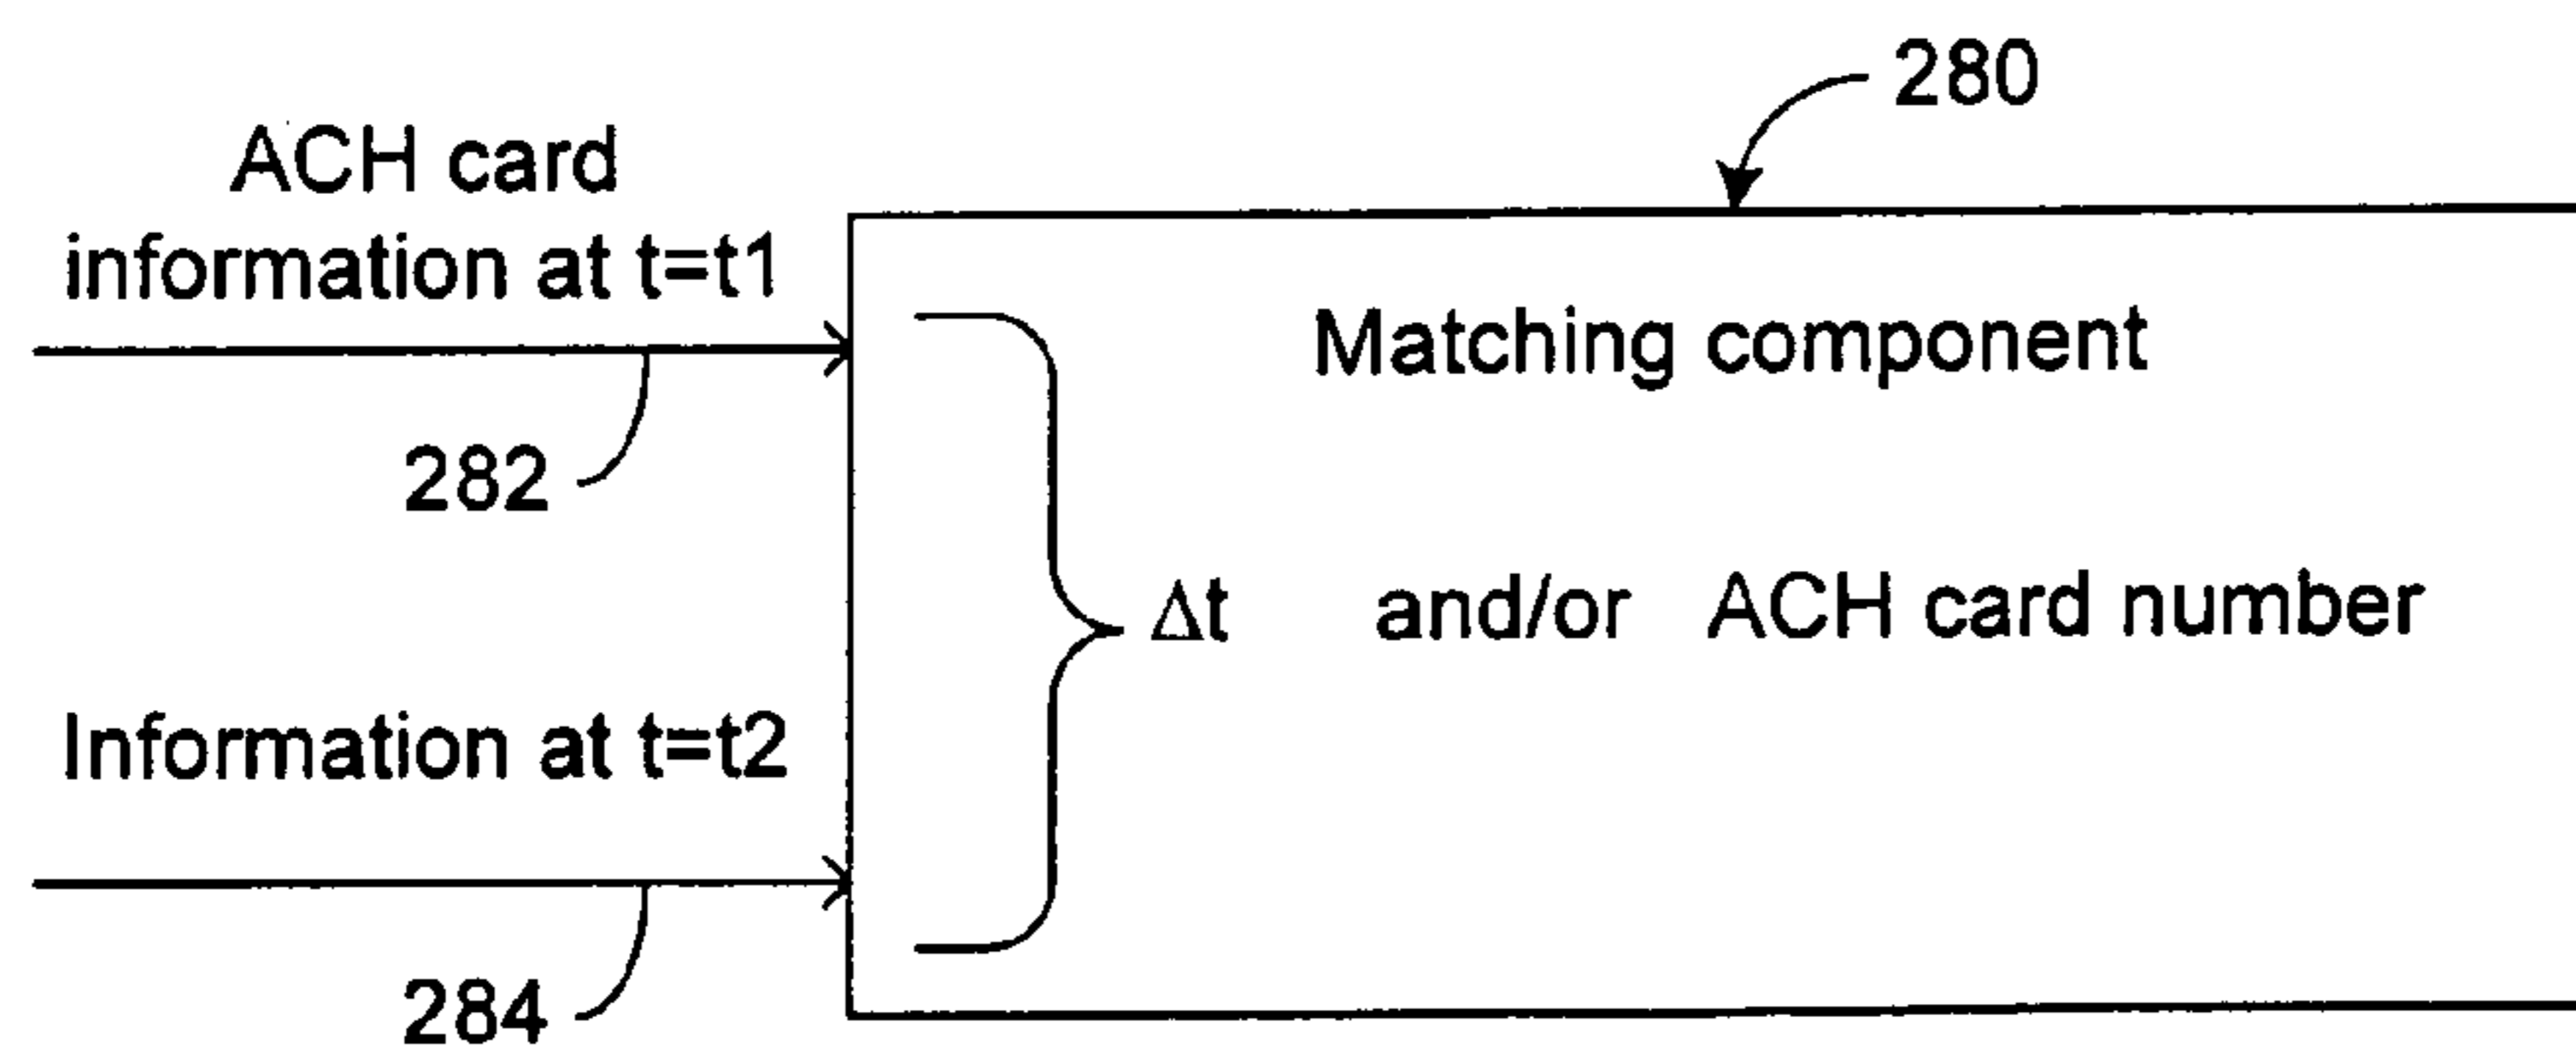 280
ACH card
information at t=t1
Matching component
282
Δt and/or ACH card number
Information at t=t2
284